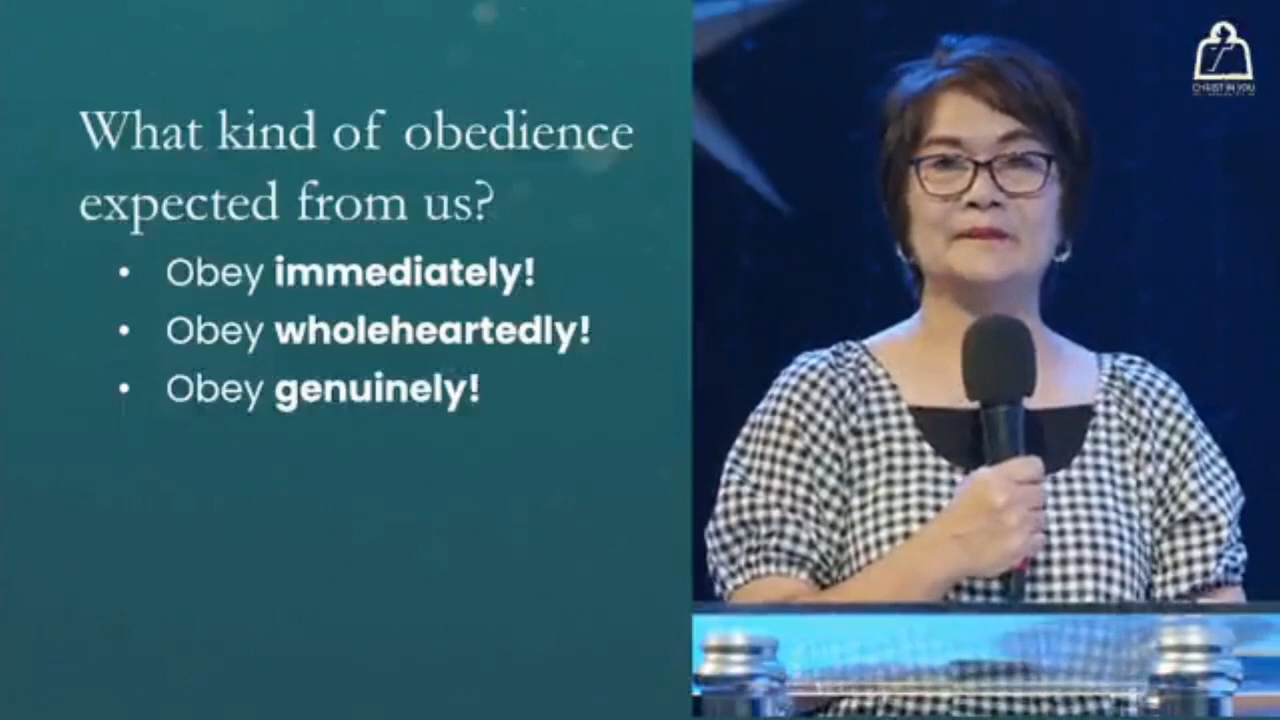 What kind of obedience
expected from us?
• Obey immediately!
• Obey wholeheartedly!
• Obey genuinely!
CHRIST IN YOU